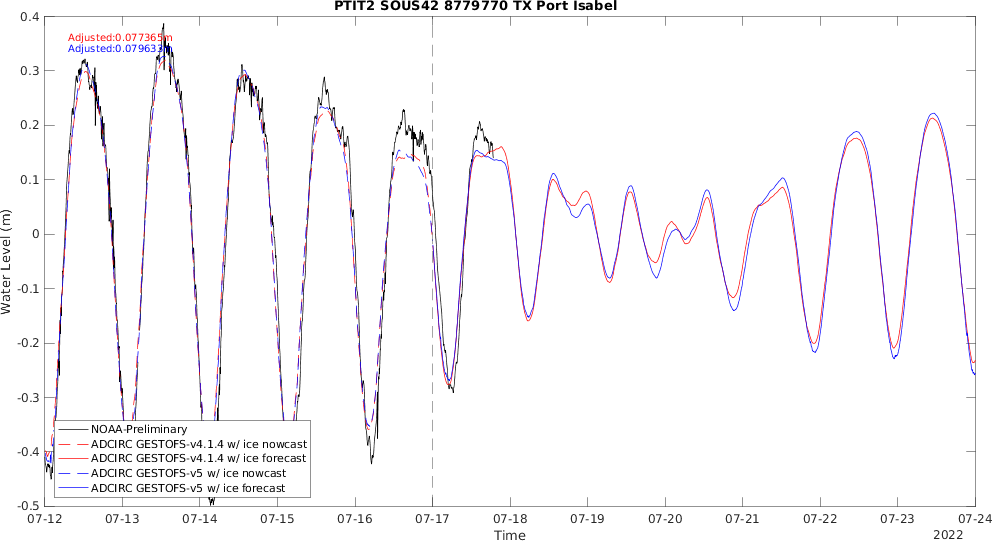 PTIT2 SOUS42 8779770 TX Port Isabel
Adjusted:0.077365m
Adjusted:0.079633
Water Level (m)
0.4
0.3
0.2
0.1
0
-0.1
-0.2
-0.3
-0.4
-0.5
NOAA-Preliminary
ADCIRC GESTOFS-v4.1.4 w/ ice nowcast
ADCIRC GESTOFS-v4.1.4 w/ ice forecast
ADCIRC GESTOFS-v5 w/ ice nowcast
ADCIRC GESTOFS-v5 w/ ice forecast
07-12 07-13 07-14 07-15 07-16 07-17 07-18 07-19 07-20 07-21 07-22 07-23 07-24
Time
2022